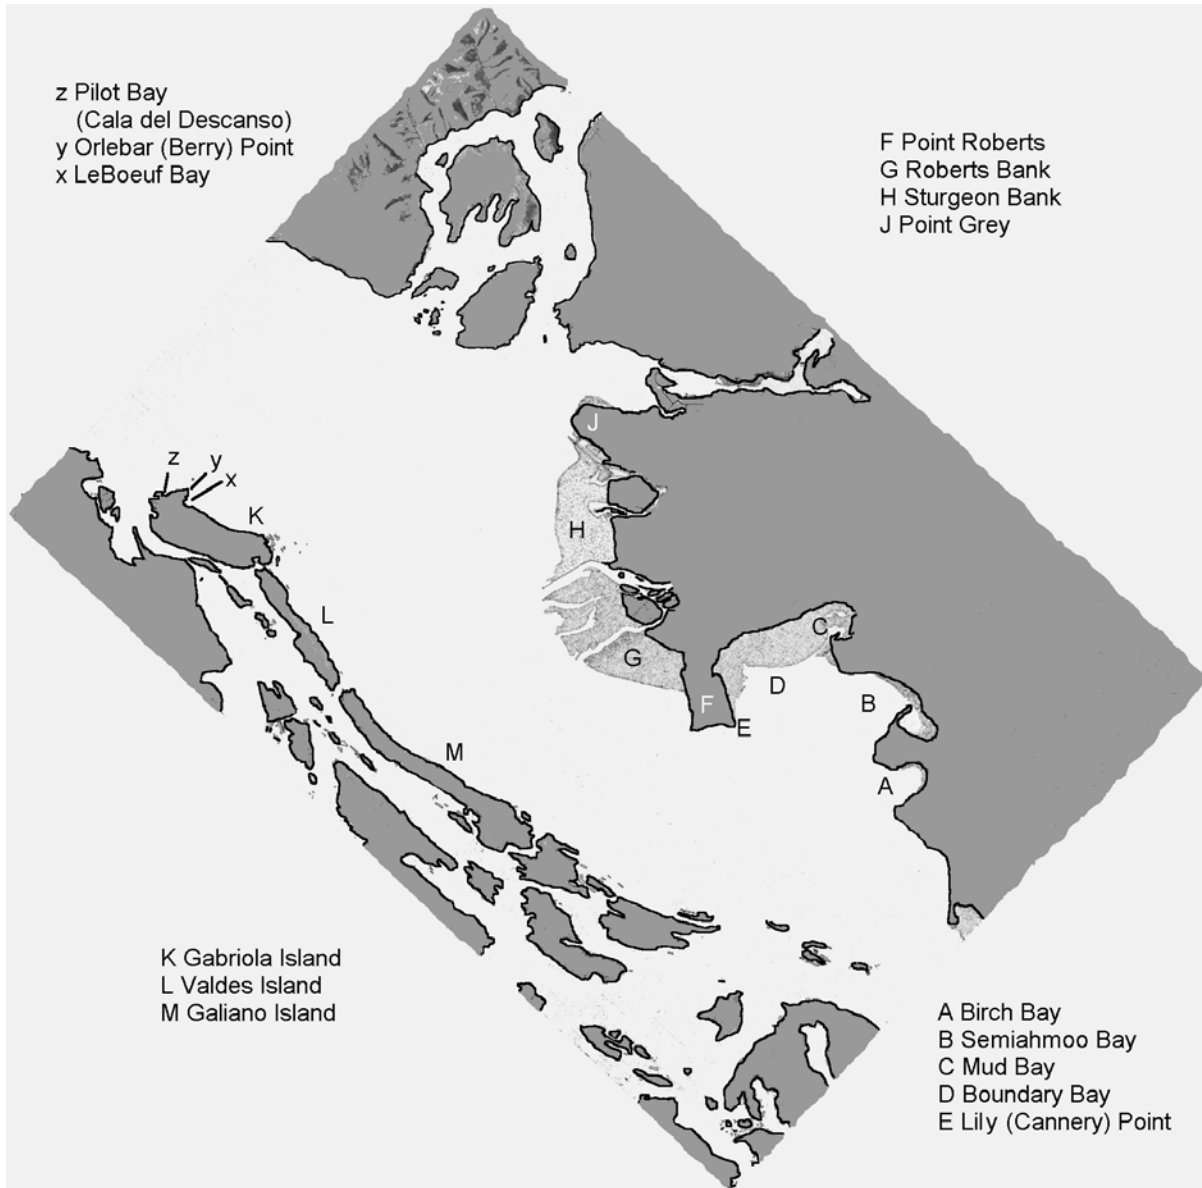 z Pilot Bay
(Cala del Descanso)
y Orlebar (Berry) Point
x LeBoeuf Bay
F Point Roberts
G Roberts Bank
H Sturgeon Bank
J Point Grey
J
z
y
x
K
H
L
C
G
D
F
E
B
M
A
K Gabriola Island
L Valdes Island
M Galiano Island
A Birch Bay
B Semiahmoo Bay
C Mud Bay
D Boundary Bay
E Lily (Cannery) Point